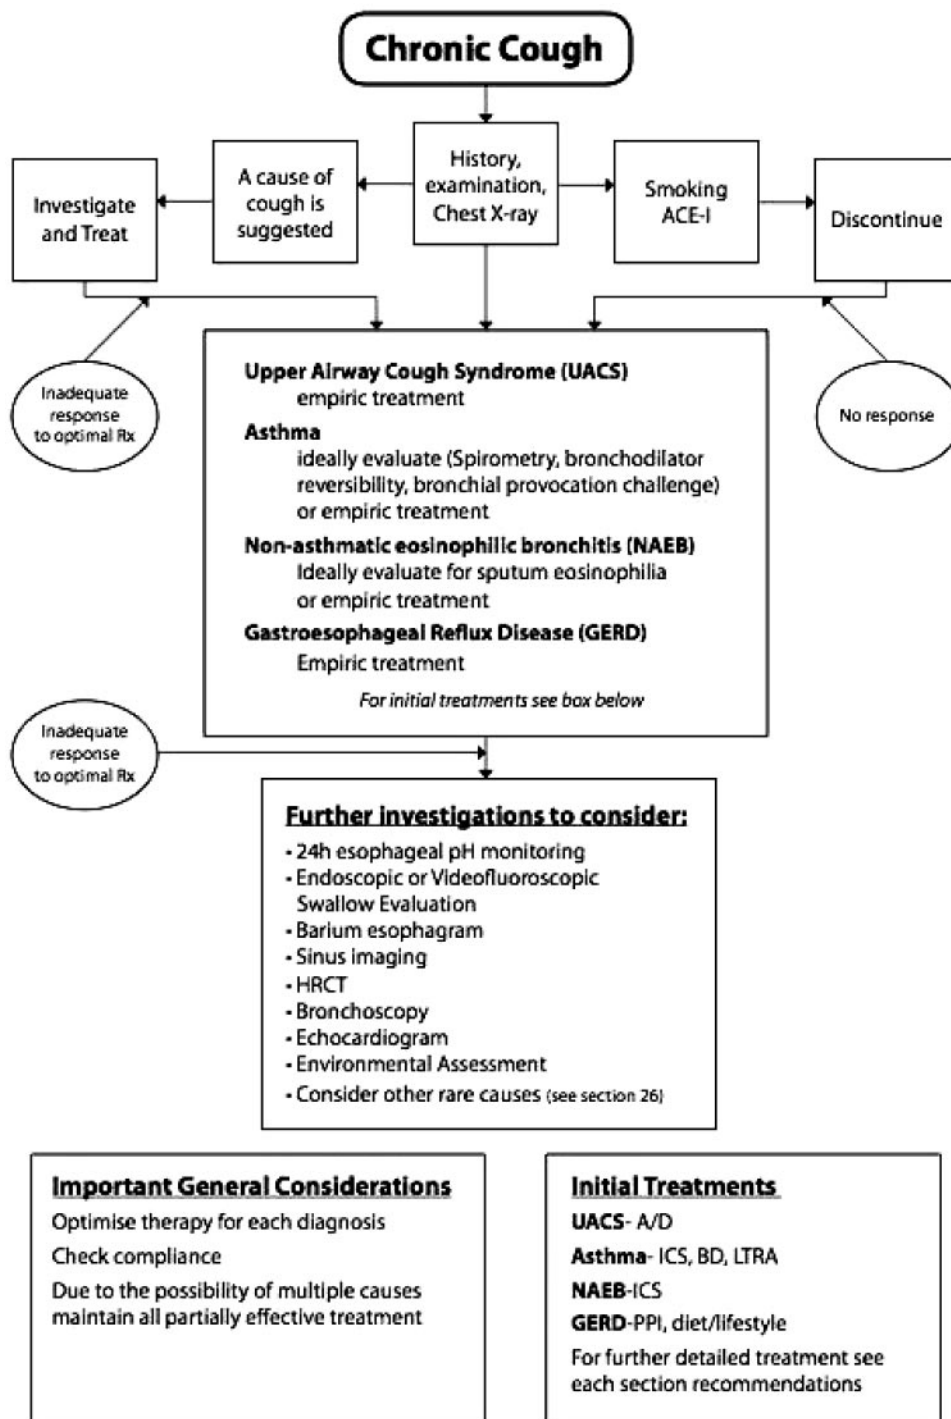 Chronic Cough
History,
examination,
Chest X-ray
A cause of
cough is
suggested
Investigate
and Treat
Smoking
ACE-I
Discontinue
Inadequate
response
to optimal Rx
No response
Upper Airway Cough Syndrome (UACS)
empiric treatment
Asthma
ideally evaluate (Spirometry, bronchodilator
reversibility, bronchial provocation challenge)
or empiric treatment
Non-asthmatic eosinophilic bronchitis (NAEB)
Ideally evaluate for sputum eosinophilia
or empiric treatment
Gastroesophageal Reflux Disease (GERD)
Empiric treatment
For initial treatments see box below
Inadequate
response
to optimal Rx
Further investigations to consider:
- 24h esophageal pH monitoring
- Endoscopic or Videofluoroscopic
Swallow Evaluation
- Barium esophagram
- Sinus imaging
- HRCT
- Bronchoscopy
- Echocardiogram
- Environmental Assessment
- Consider other rare causes (see section 26)
Important General Considerations
Optimise therapy for each diagnosis
Check compliance
Due to the possibility of multiple causes
maintain all partially effective treatment
Initial Treatments
UACS- A/D
Asthma- ICS, BD, LTRA
NAEB-ICS
GERD-PPI, diet/lifestyle
For further detailed treatment see
each section recommendations